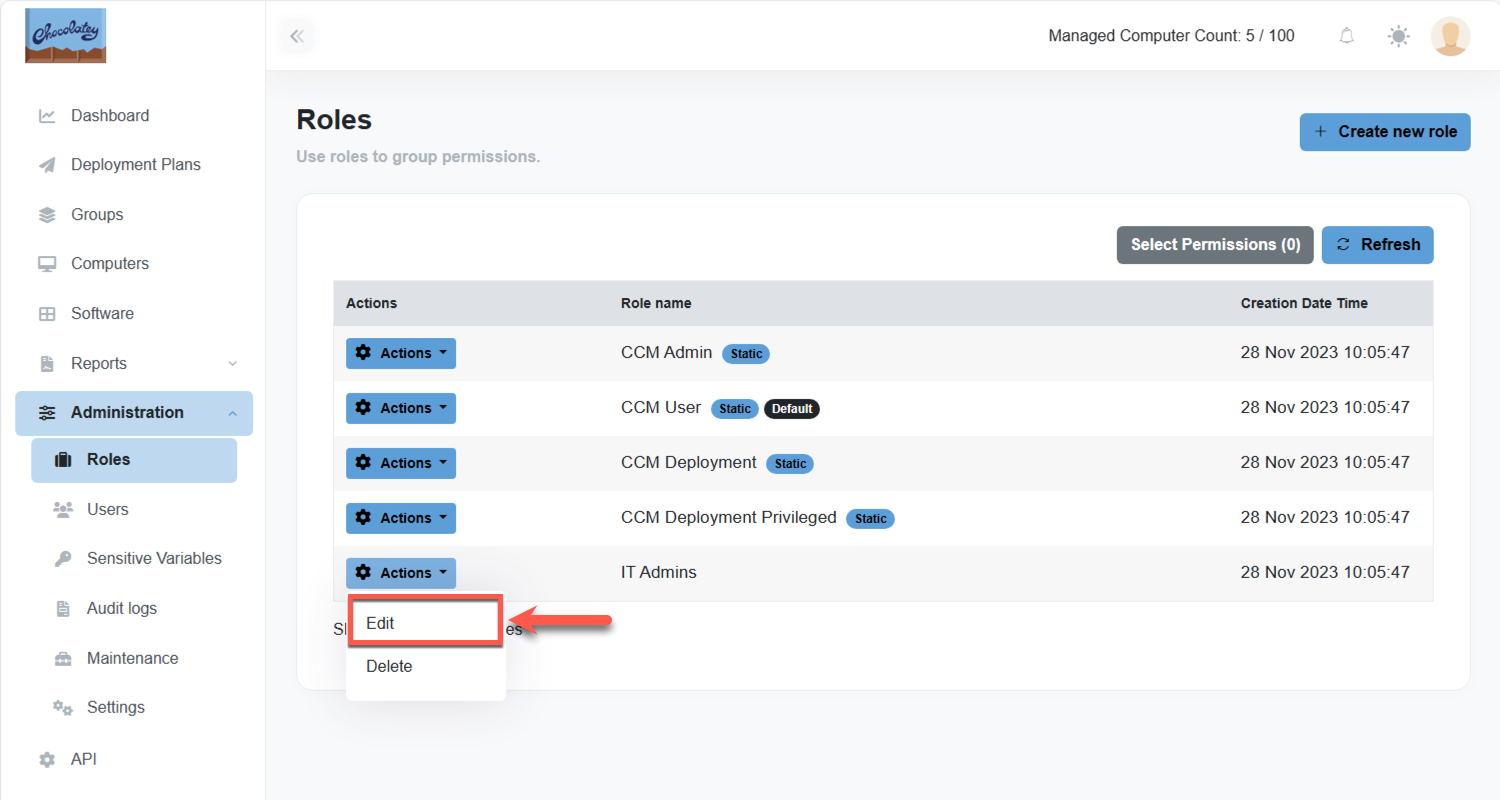 Chocolatey
Managed Computer Count: 5 / 100
Dashboard
Deployment Plans
Groups
Computers
Software
Reports
Administration
Roles
Users
Sensitive Variables
Audit logs
Maintenance
Settings
API
Roles
Use roles to group permissions.
+ Create new role
Select Permissions (0) Refresh
Actions Role name Creation Date Time
Actions CCM Admin Static 28 Nov 2023 10:05:47
Actions CCM User Static Default 28 Nov 2023 10:05:47
Actions CCM Deployment Static 28 Nov 2023 10:05:47
Actions CCM Deployment Privileged Static 28 Nov 2023 10:05:47
Actions IT Admins 28 Nov 2023 10:05:47
Edit
Delete